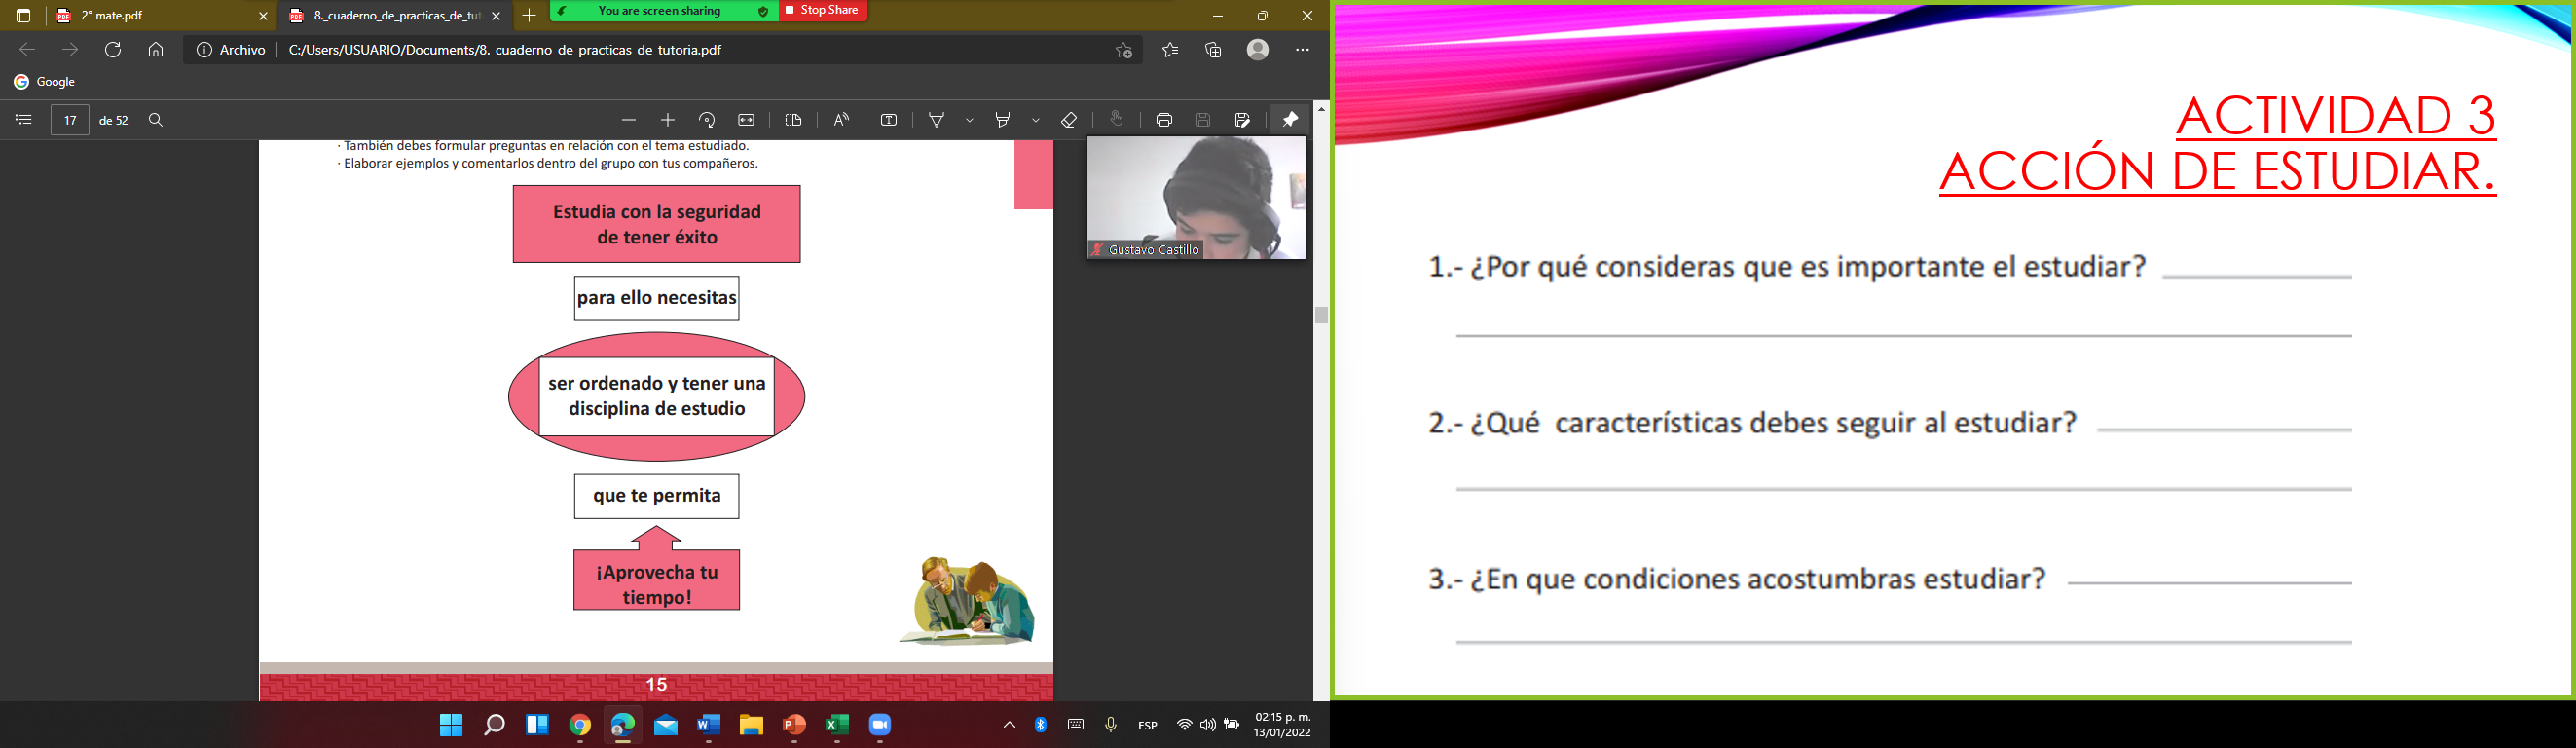 2° mate.pdf
8._cuaderno_de_practicas_de_tut
You are screen sharing
Stop Share
Archivo
C:/Users/USUARIO/Documents/8._cuaderno_de_practicas_de_tutoria.pdf
Google
17 de 52
· También debes formular preguntas en relación con el tema estudiado.
· Elaborar ejemplos y comentarlos dentro del grupo con tus compañeros.
Estudia con la seguridad
de tener éxito
para ello necesitas
ser ordenado y tener una
disciplina de estudio
que te permita
¡Aprovecha tu
tiempo!
15
Gustavo Castillo
ESP
02:15 p. m.
13/01/2022
ACTIVIDAD 3
ACCIÓN DE ESTUDIAR.
1.- ¿Por qué consideras que es importante el estudiar?
2.- ¿Qué características debes seguir al estudiar?
3.- ¿En que condiciones acostumbras estudiar?